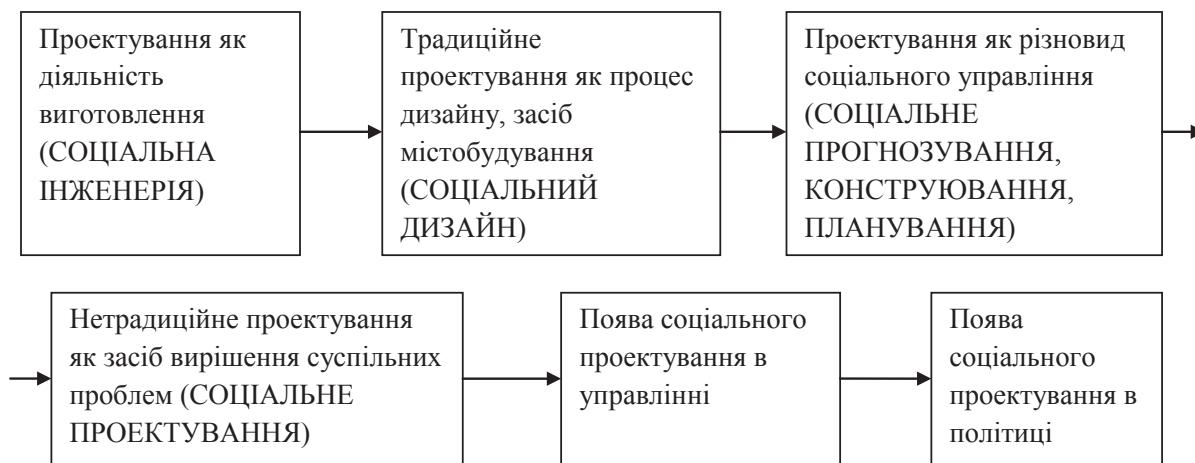 Проектування як
діяльність
виготовлення
(СОЦІАЛЬНА
ІНЖЕНЕРІЯ)
Традиційне
проектування як процес
дизайну, засіб
містобудування
(СОЦІАЛЬНИЙ
ДИЗАЙН)
Проектування як різновид
соціального управління
(СОЦІАЛЬНЕ
ПРОГНОЗУВАННЯ,
КОНСТРУЮВАННЯ,
ПЛАНУВАННЯ)
Нетрадиційне проектування
як засіб вирішення суспільних
проблем (СОЦІАЛЬНЕ
ПРОЕКТУВАННЯ)
Поява соціального
проектування в
управлінні
Поява
соціального
проектування в
політиці